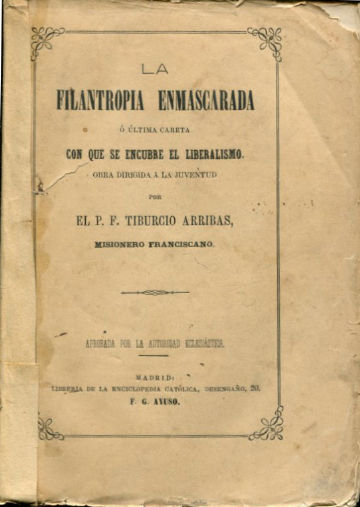 LA
FILANTROPIA ENMASCARADA
Ó ÚLTIMA CARETA
CON QUE SE ENCUBRE EL LIBERALISMO.
OBRA DIRIGIDA A LA JUVENTUD
POR
EL P. F. TIBURCIO ARRIBAS,
MISIONERO FRANCISCANO.
APROBADA POR LA AUTORIDAD ECLESIÁSTICA.
MADRID:
LIBRERIA DE LA ENCICLOPEDIA CATÓLICA, DESENGAÑO, 20.
F. G. AYUSO.